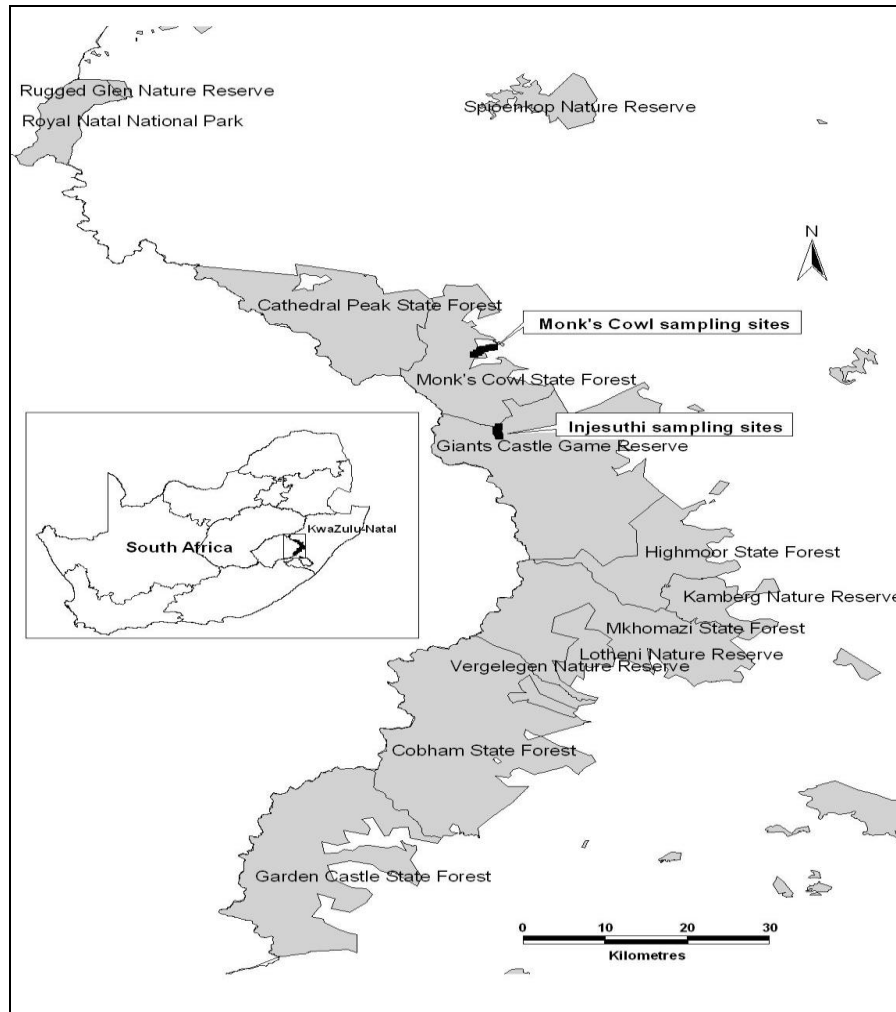 Rugged Glen Nature Reserve
Royal Natal National Park
Spioenkop Nature Reserve
N
Cathedral Peak State Forest
Monk's Cowl sampling sites
Monk's Cowl State Forest
Injesuthi sampling sites
Giants Castle Game Reserve
KwaZulu-Natal
South Africa
Highmoor State Forest
Kamberg Nature Reserve
Mkhomazi State Forest
Lotheni Nature Reserve
Vergelegen Nature Reserve
Cobham State Forest
Garden Castle State Forest
0 10 20 30
Kilometres